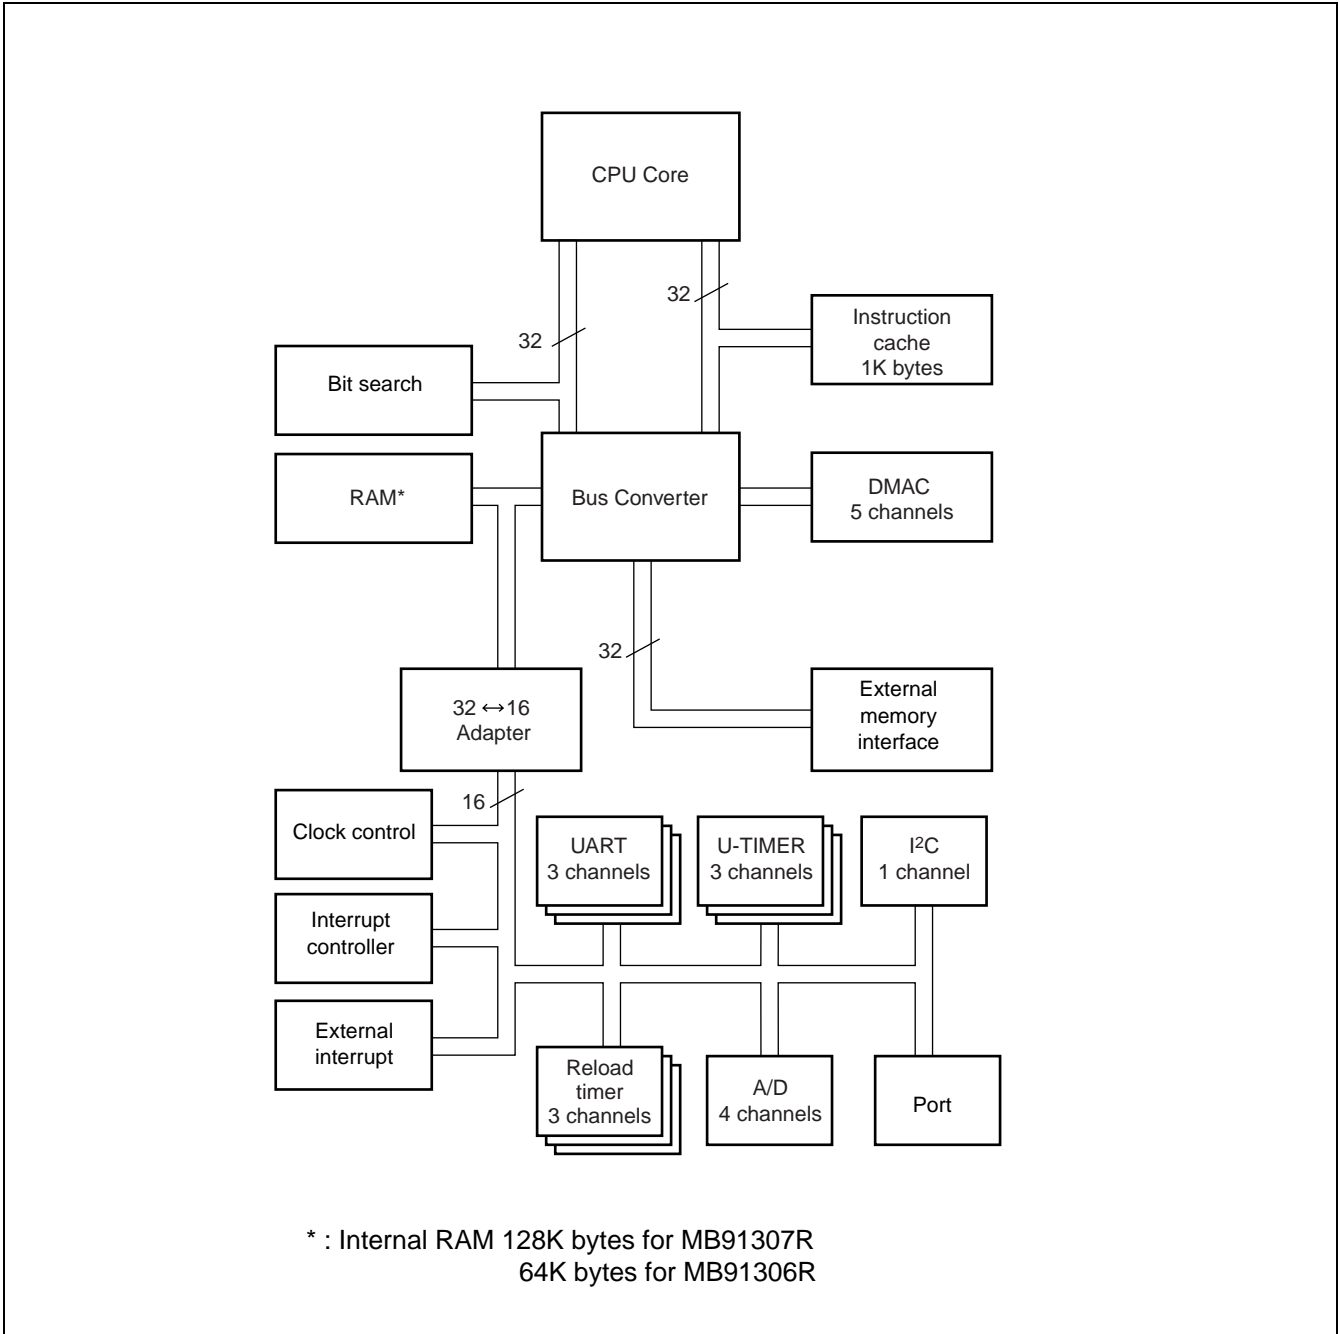 CPU Core
32
32
Instruction
cache
1K bytes
Bit search
RAM*
Bus Converter
DMAC
5 channels
32
External
memory
interface
32 ↔16
Adapter
16
Clock control
UART
3 channels
U-TIMER
3 channels
I²C
1 channel
Interrupt
controller
External
interrupt
Reload
timer
3 channels
A/D
4 channels
Port
* : Internal RAM 128K bytes for MB91307R
64K bytes for MB91306R